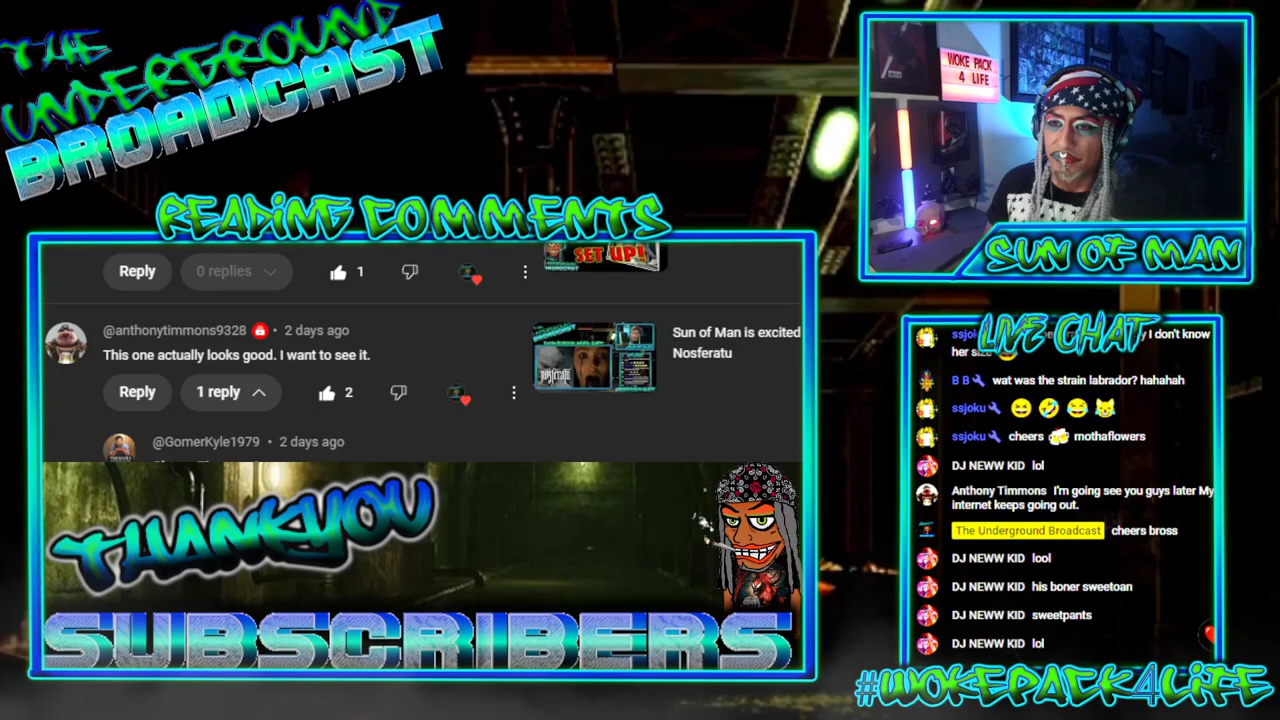 THE
UNDERGROUND
BROADCAST
READING COMMENTS
Reply
0 replies
1
SET UP!
@anthonytimmons9328 • 2 days ago
This one actually looks good. I want to see it.
Reply
1 reply
2
Sun of Man is excited
Nosferatu
@GomerKyle1979 • 2 days ago
THANKYOU
SUBSCRIBERS
WOKE PACK
4 LIFE
SUN OF MAN
LIVE CHAT
I don't know
her size
B B wat was the strain labrador? hahahah
ssjoku 😆 🤣 😂 😹
ssjoku cheers 🍻 mothaflowers
DJ NEWW KID lol
Anthony Timmons I'm going see you guys later My
internet keeps going out.
The Underground Broadcast cheers bross
DJ NEWW KID lool
DJ NEWW KID his boner sweetoan
DJ NEWW KID sweetpants
DJ NEWW KID lol
#WOKEPACK4LIFE